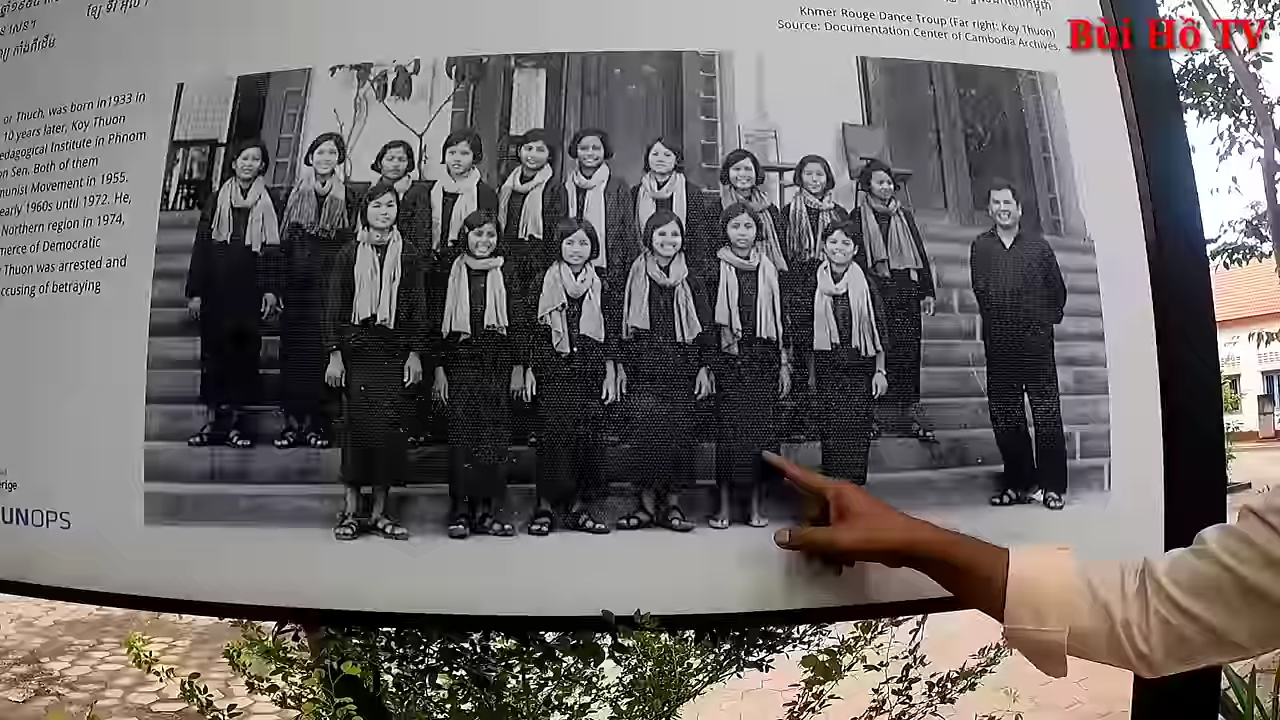 Khmer Rouge Dance Troup (Far right: Koy Thuon)
Source: Documentation Center of Cambodia Archives.
Bùi Hồ TV
or Thuch, was born in1933 in
10 years later, Koy Thuon
edagogical Institute in Phnom
on Sen. Both of them
munist Movement in 1955.
early 1960s until 1972. He,
Northern region in 1974,
merce of Democratic
Thuon was arrested and
ccusing of betraying
erige
UNOPS